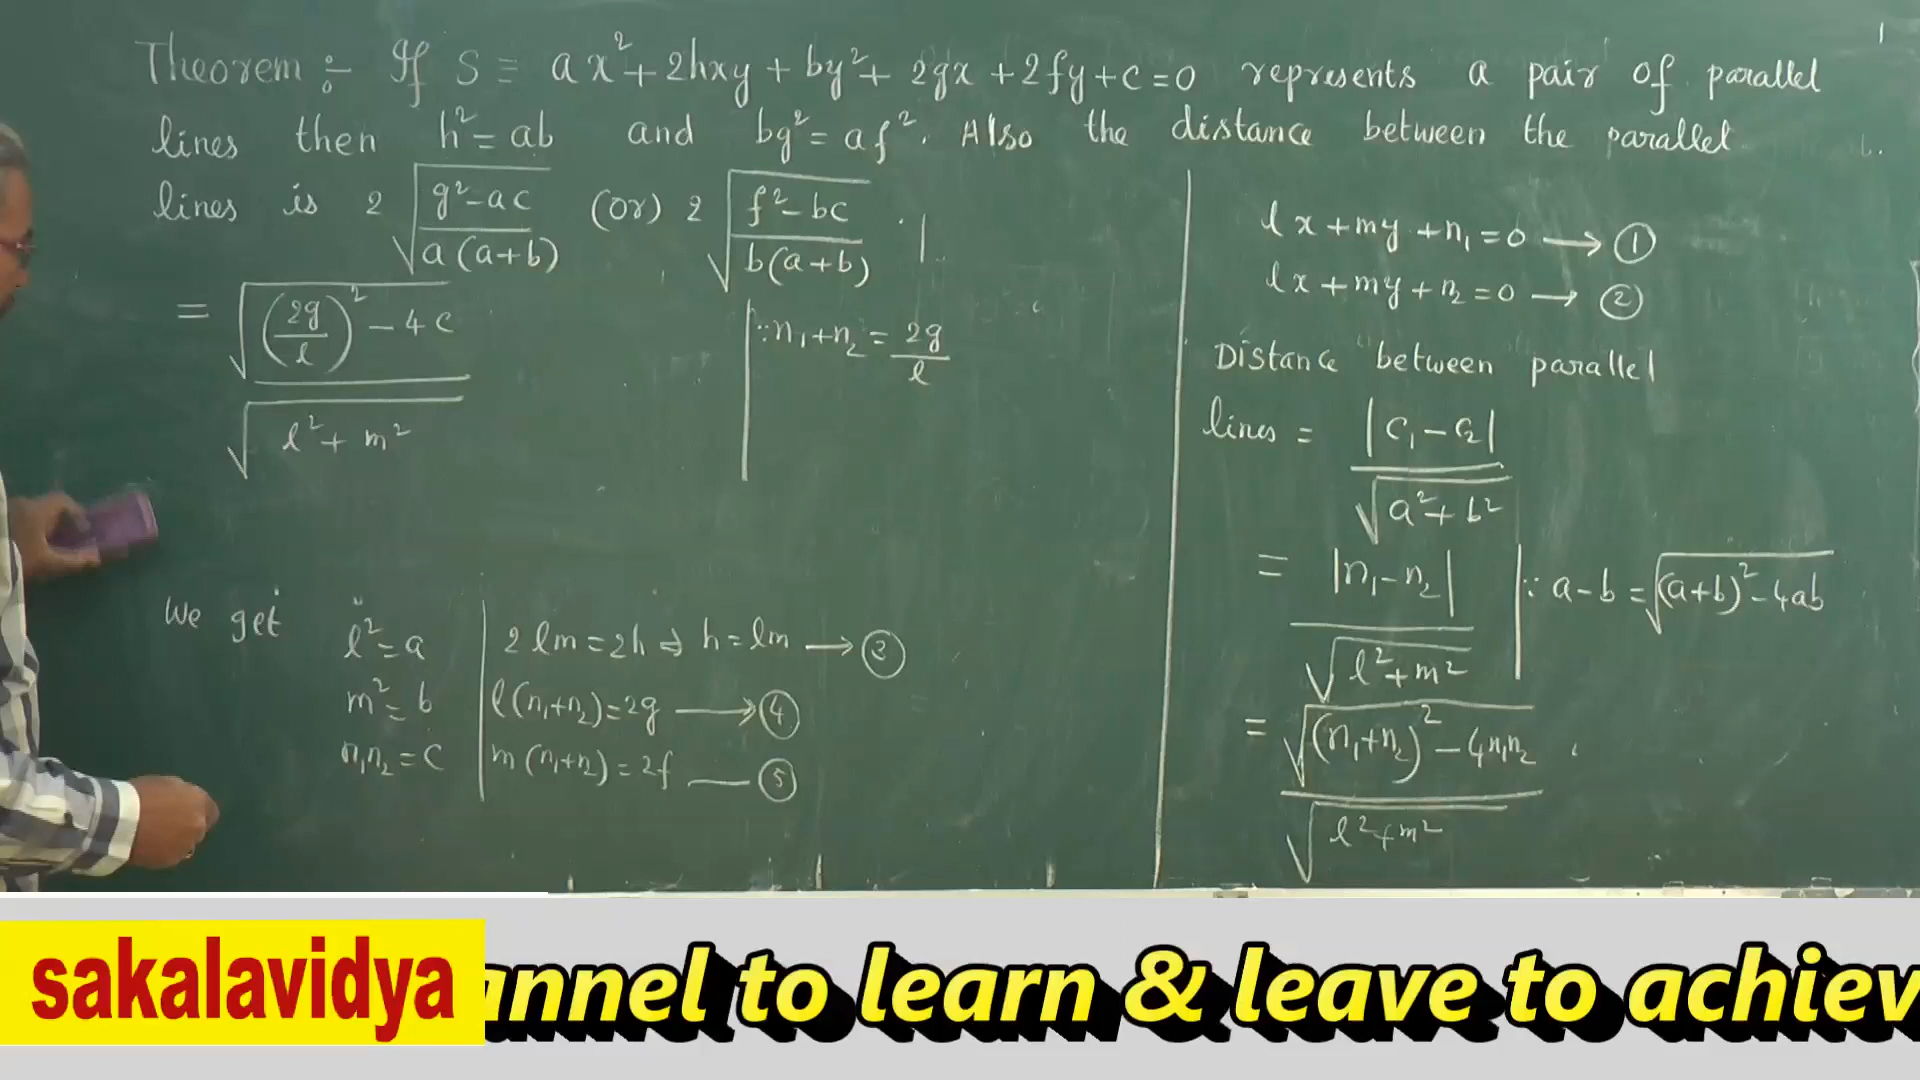 Theorem :- If S ≡ ax²+2hxy+by²+2gx+2fy+c=0 represents a pair of parallel
lines then h²=ab and bg²=af². Also the distance between the parallel
lines is 2√((g²-ac)/(a(a+b))) (or) 2√((f²-bc)/(b(a+b))).
= √((2g/l)²-4c)/√(l²+m²)
∵ n₁+n₂ = 2g/l
We get
l²=a
m²=b
n₁n₂=c
2lm=2h ⇒ h=lm → ③
l(n₁+n₂)=2g → ④
m(n₁+n₂)=2f — ⑤
lx+my+n₁=0 → ①
lx+my+n₂=0 → ②
Distance between parallel
lines = |c₁-c₂|/√(a²+b²)
= |n₁-n₂|/√(l²+m²)
∵ a-b=√((a+b)²-4ab)
= √((n₁+n₂)²-4n₁n₂)/√(l²+m²)
sakalavidya
annel to learn & leave to achiev